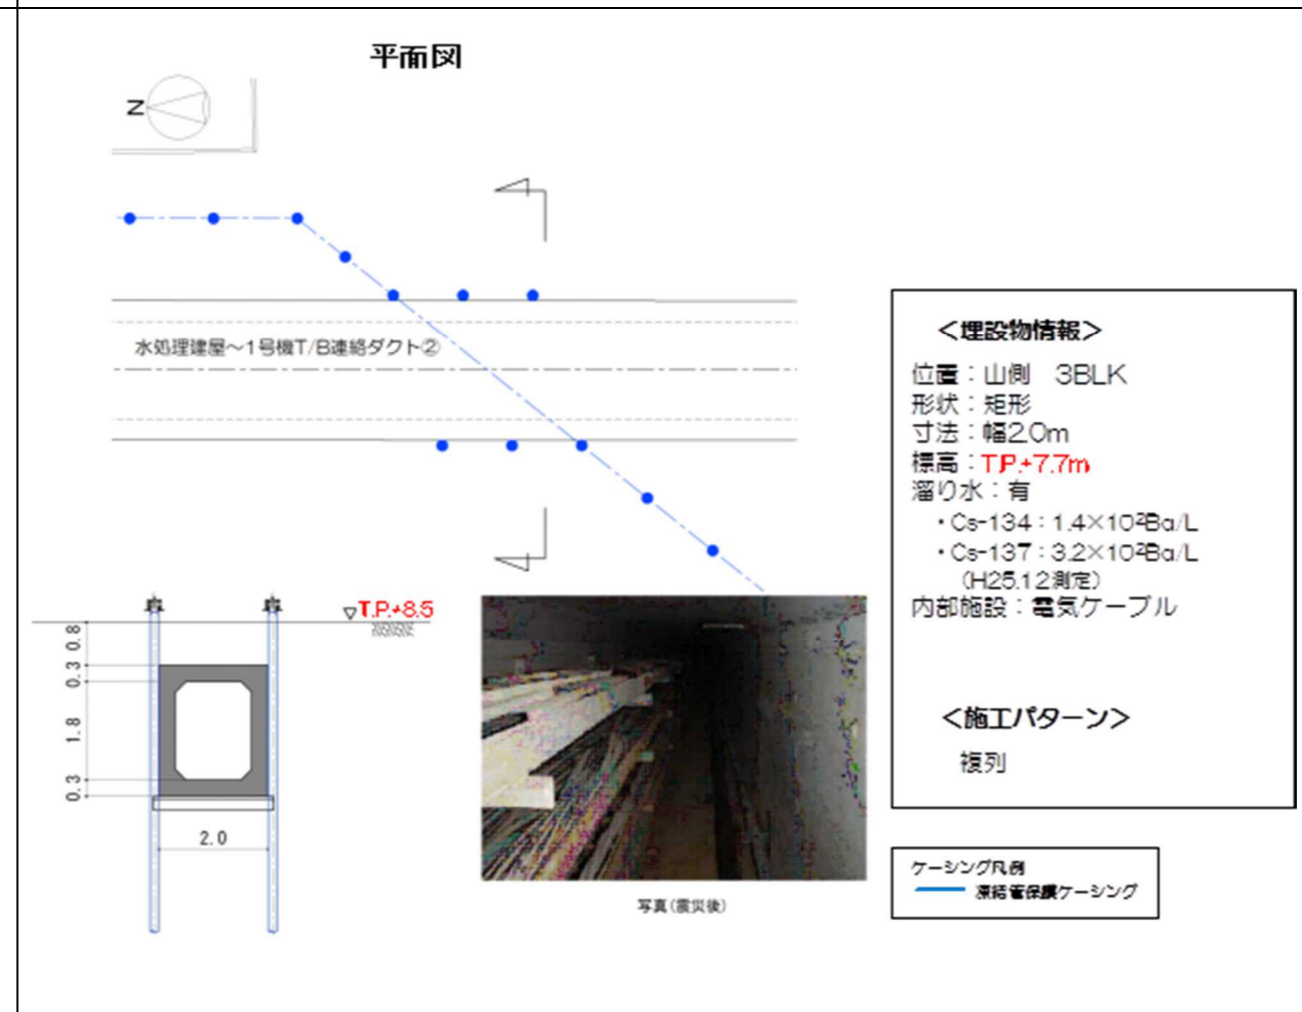 平面図
N
水処理建屋～1号機T/B連絡ダクト②
＜埋設物情報＞
位置：山側　3BLK
形状：矩形
寸法：幅2.0m
標高：T.P.+7.7m
溜り水：有
・Cs-134：1.4×10²Bq/L
・Cs-137：3.2×10²Bq/L
（H25.12測定）
内部施設：電気ケーブル
＜施工パターン＞
複列
T.P.+8.5
0.8
0.3
1.8
0.3
2.0
写真（震災後）
ケーシング凡例
凍結管保護ケーシング